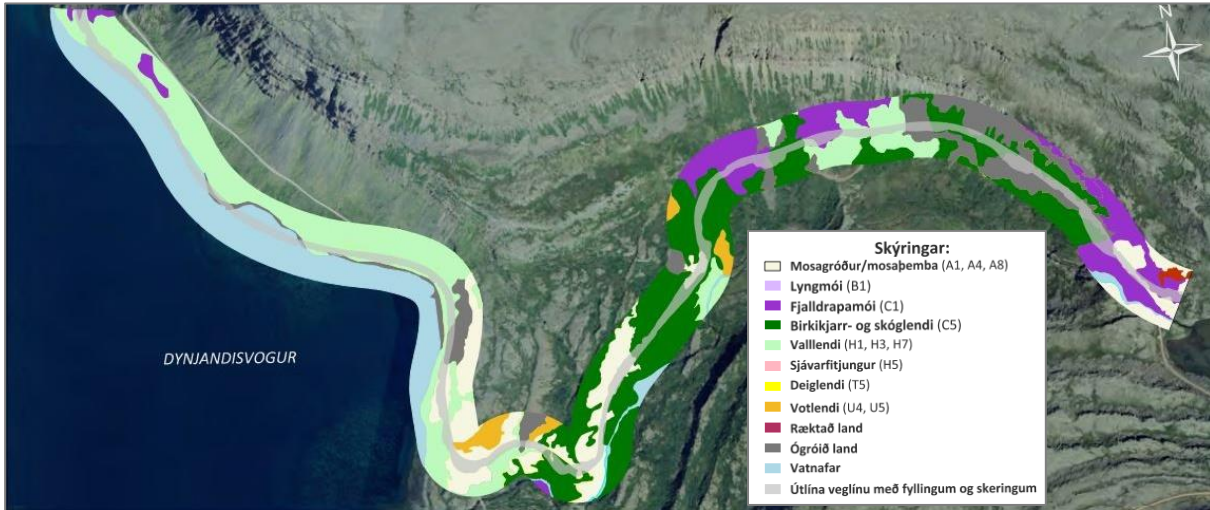 N
DYNJANDISVOGUR
Skýringar:
Mosagróður/mosaþemba (A1, A4, A8)
Lyngmói (B1)
Fjalldrapamói (C1)
Birkikjarr- og skóglendi (C5)
Valllendi (H1, H3, H7)
Sjávarfitjungur (H5)
Deiglendi (T5)
Votlendi (U4, U5)
Ræktað land
Ógróið land
Vatnafar
Útlína veglínu með fyllingum og skeringum